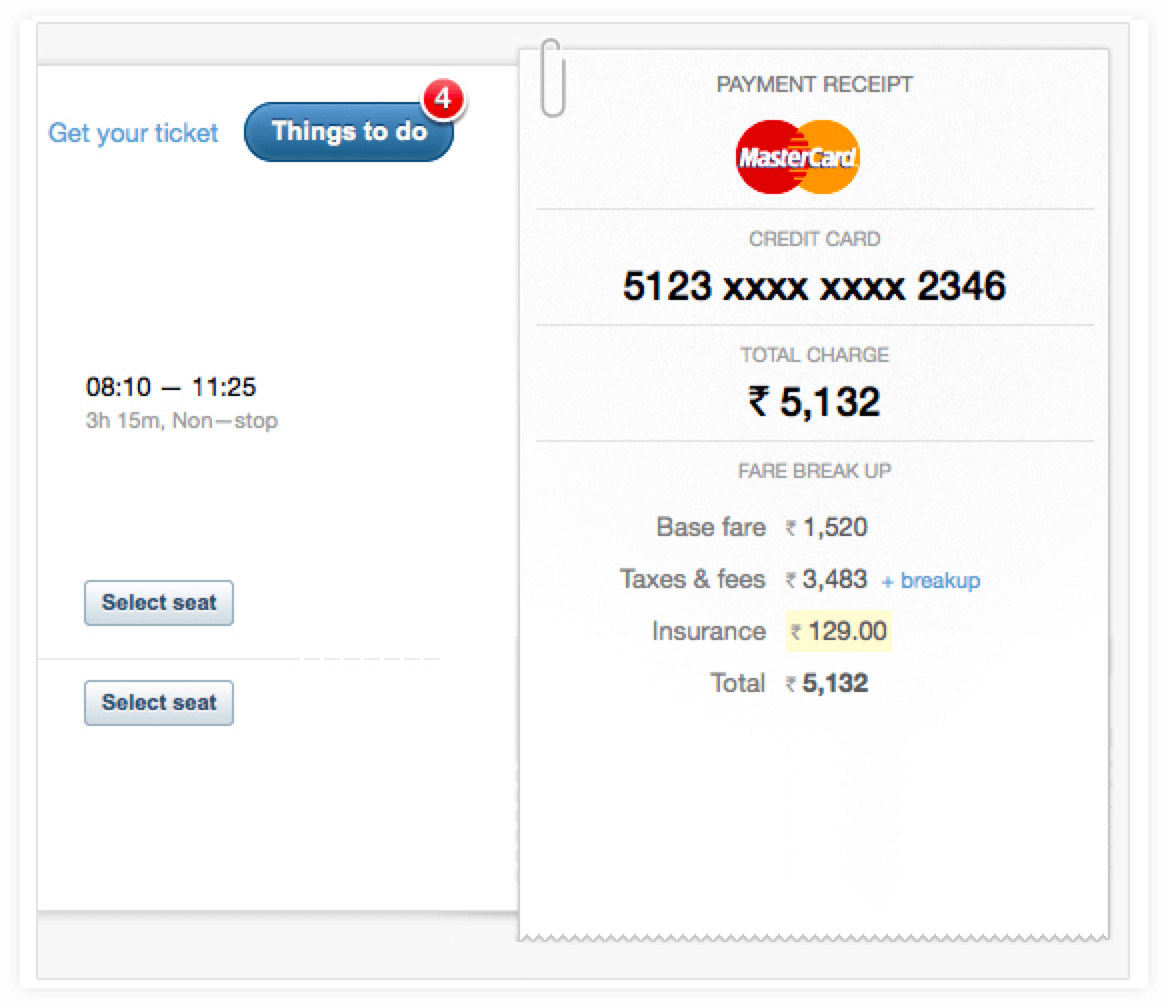 Get your ticket
Things to do
4
08:10 — 11:25
3h 15m, Non—stop
Select seat
Select seat
PAYMENT RECEIPT
MasterCard
CREDIT CARD
5123 xxxx xxxx 2346
TOTAL CHARGE
₹ 5,132
FARE BREAK UP
Base fare ₹ 1,520
Taxes & fees ₹ 3,483 + breakup
Insurance ₹ 129.00
Total ₹ 5,132